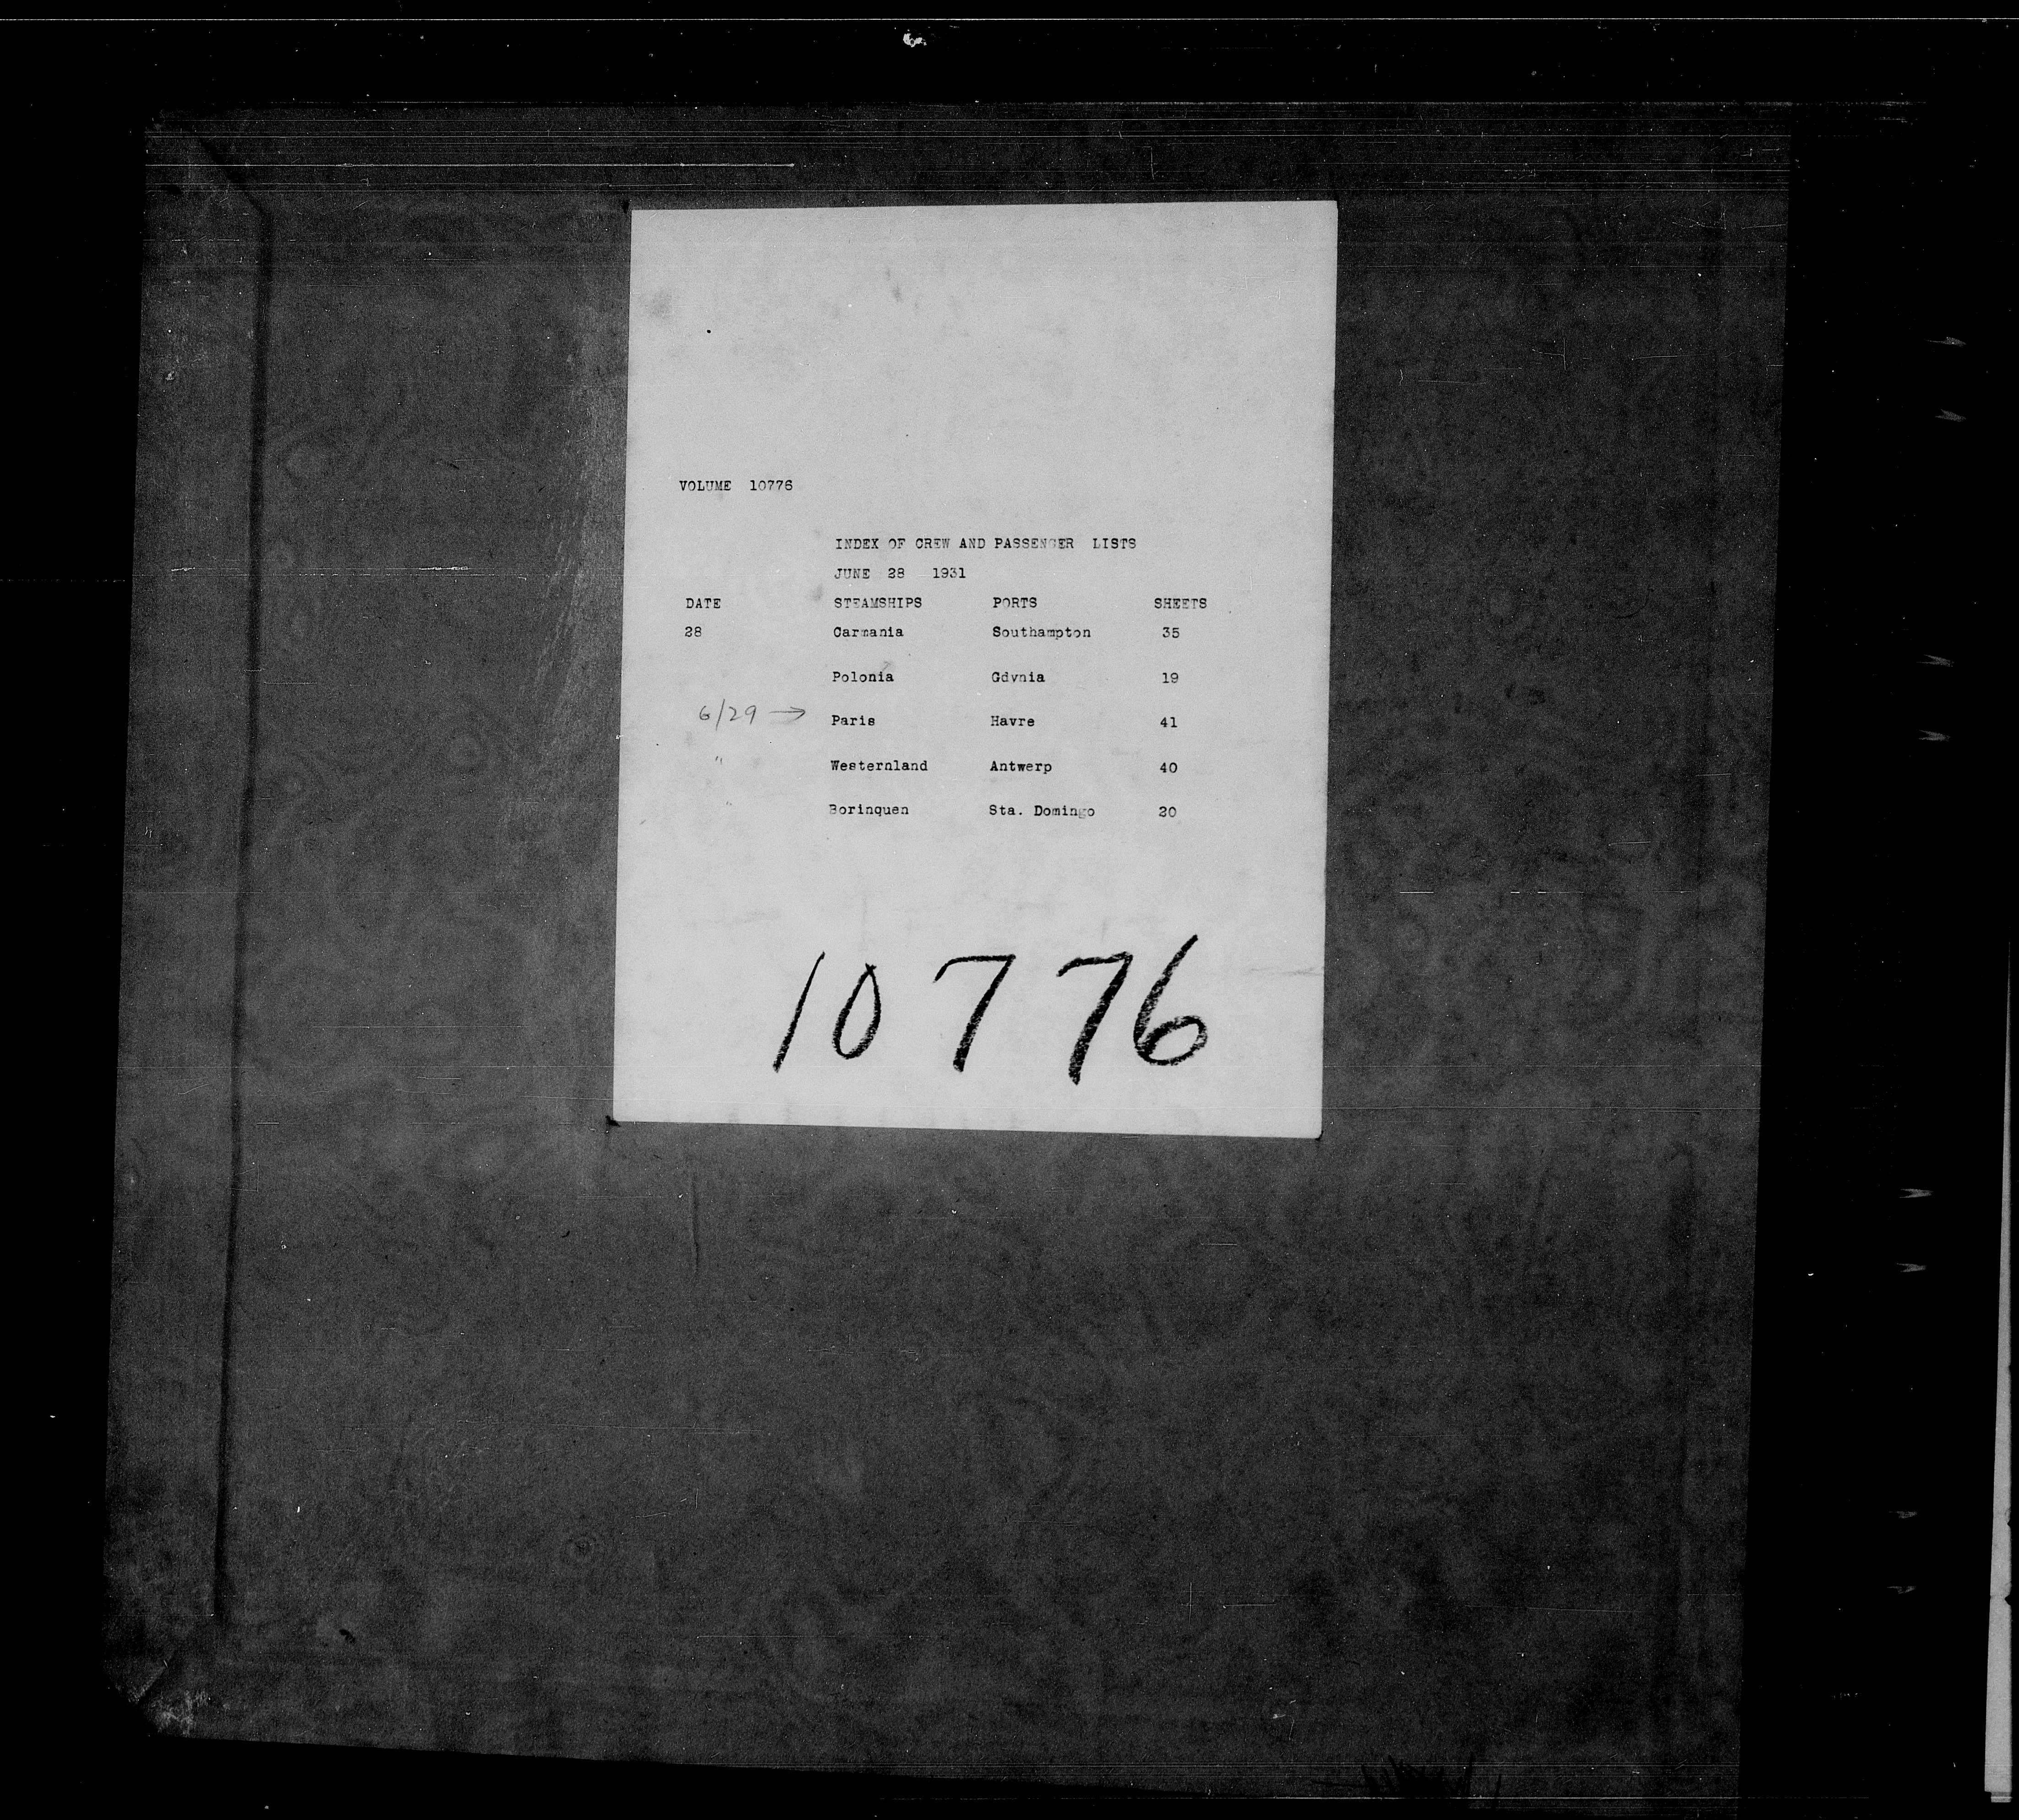 VOLUME 10776
INDEX OF CREW AND PASSENGER LISTS
JUNE 28 1931
DATE STEAMSHIPS PORTS SHEETS
28 Carmania Southampton 35
Polonia Gdvnia 19
6/29 → Paris Havre 41
" Westernland Antwerp 40
" Borinquen Sta. Domingo 20
10776